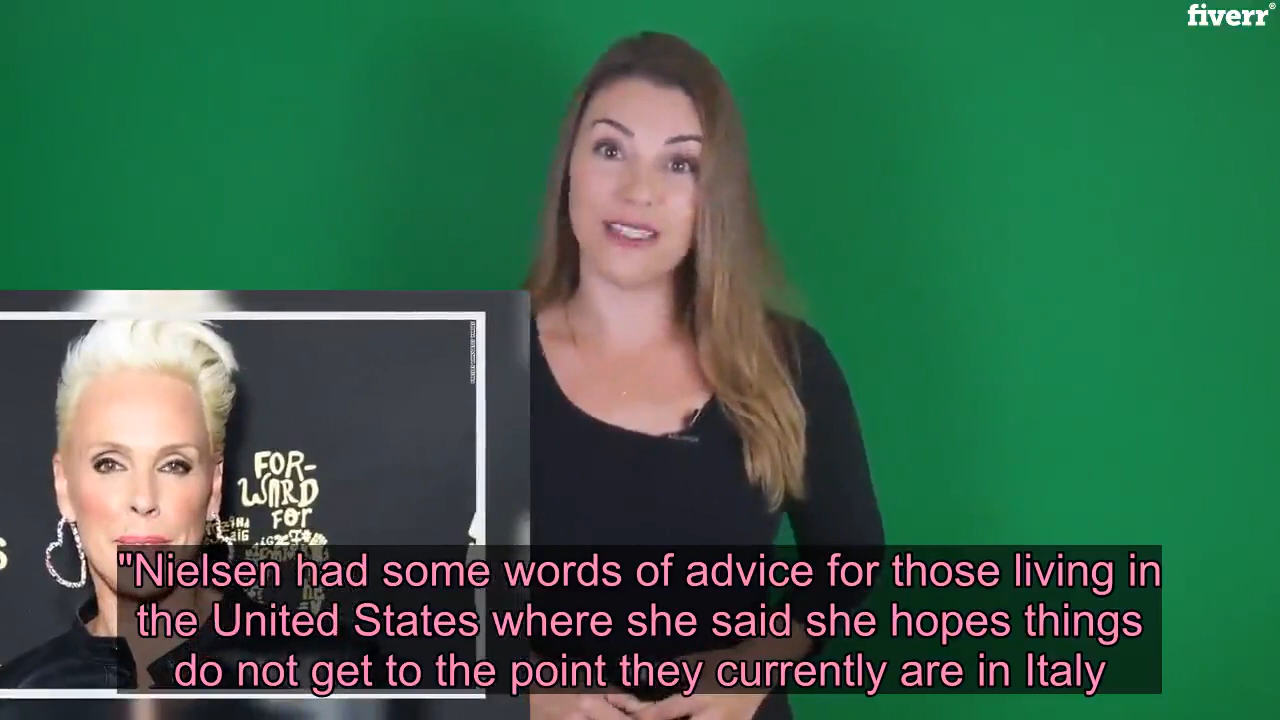 fiverr®
FOR-
WARD
FOR
"Nielsen had some words of advice for those living in
the United States where she said she hopes things
do not get to the point they currently are in Italy